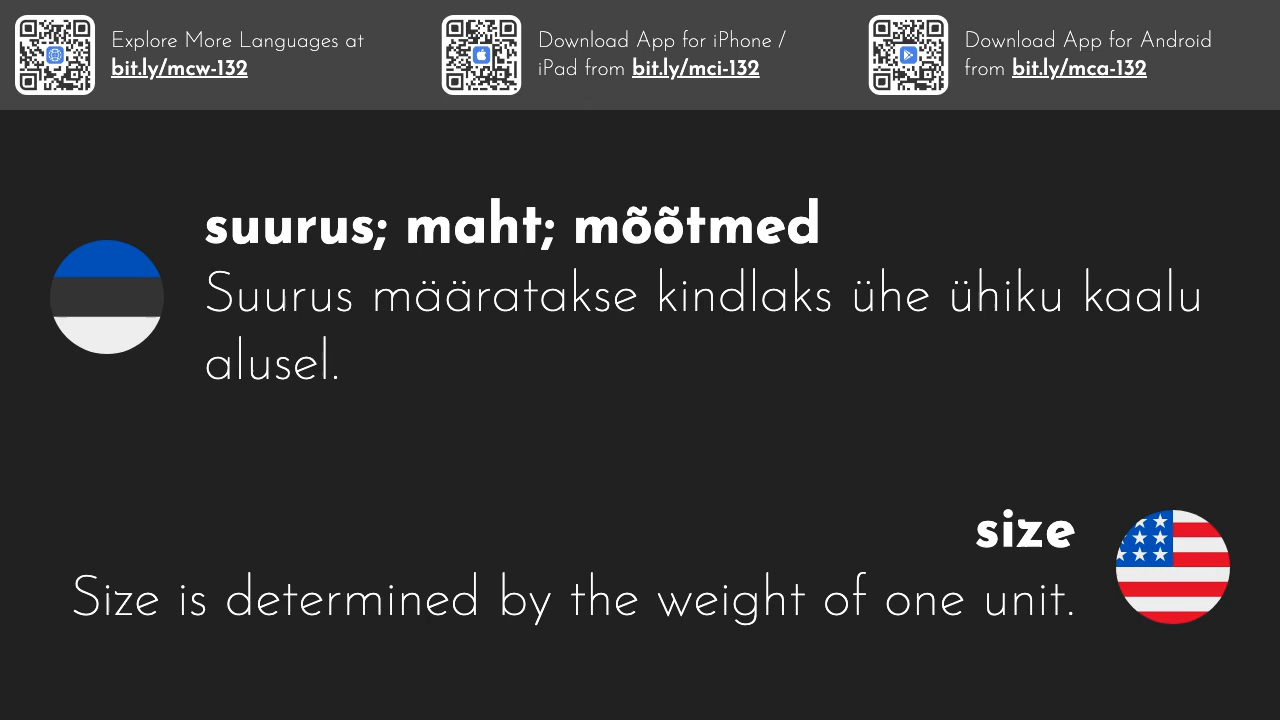 Explore More Languages at
bit.ly/mcw-132
Download App for iPhone /
iPad from bit.ly/mci-132
Download App for Android
from bit.ly/mca-132
suurus; maht; mõõtmed
Suurus määratakse kindlaks ühe ühiku kaalu
alusel.
size
Size is determined by the weight of one unit.